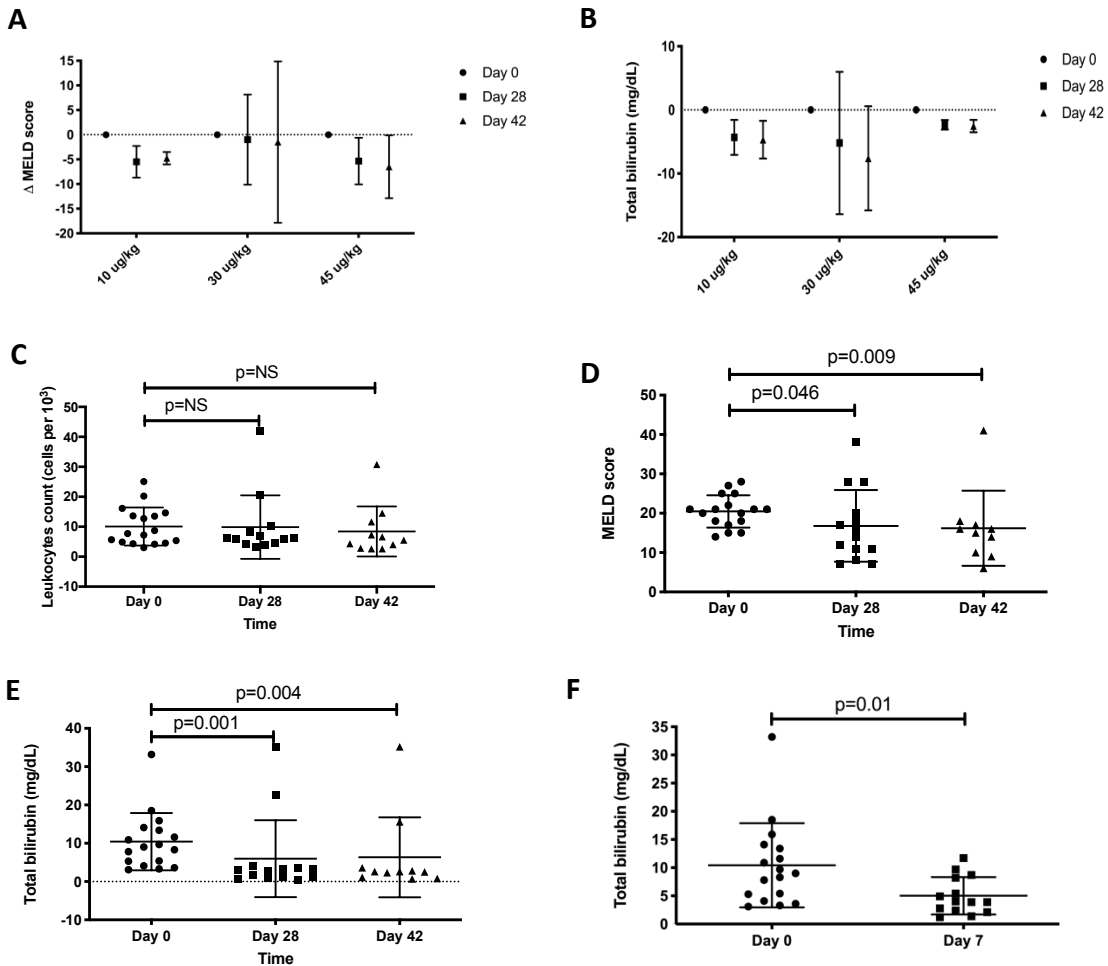 A
Δ MELD score
15
10
5
0
-5
-10
-15
-20
10 ug/kg
30 ug/kg
45 ug/kg
Day 0
Day 28
Day 42
B
Total bilirubin (mg/dL)
10
0
-10
-20
10 ug/kg
30 ug/kg
45 ug/kg
Day 0
Day 28
Day 42
C
p=NS
p=NS
Leukocytes count (cells per 10³)
50
40
30
20
10
0
-10
Day 0
Day 28
Day 42
Time
D
p=0.009
p=0.046
MELD score
50
40
30
20
10
0
Day 0
Day 28
Day 42
Time
E
p=0.004
p=0.001
Total bilirubin (mg/dL)
40
30
20
10
0
-10
Day 0
Day 28
Day 42
Time
F
p=0.01
Total bilirubin (mg/dL)
35
30
25
20
15
10
5
0
Day 0
Day 7